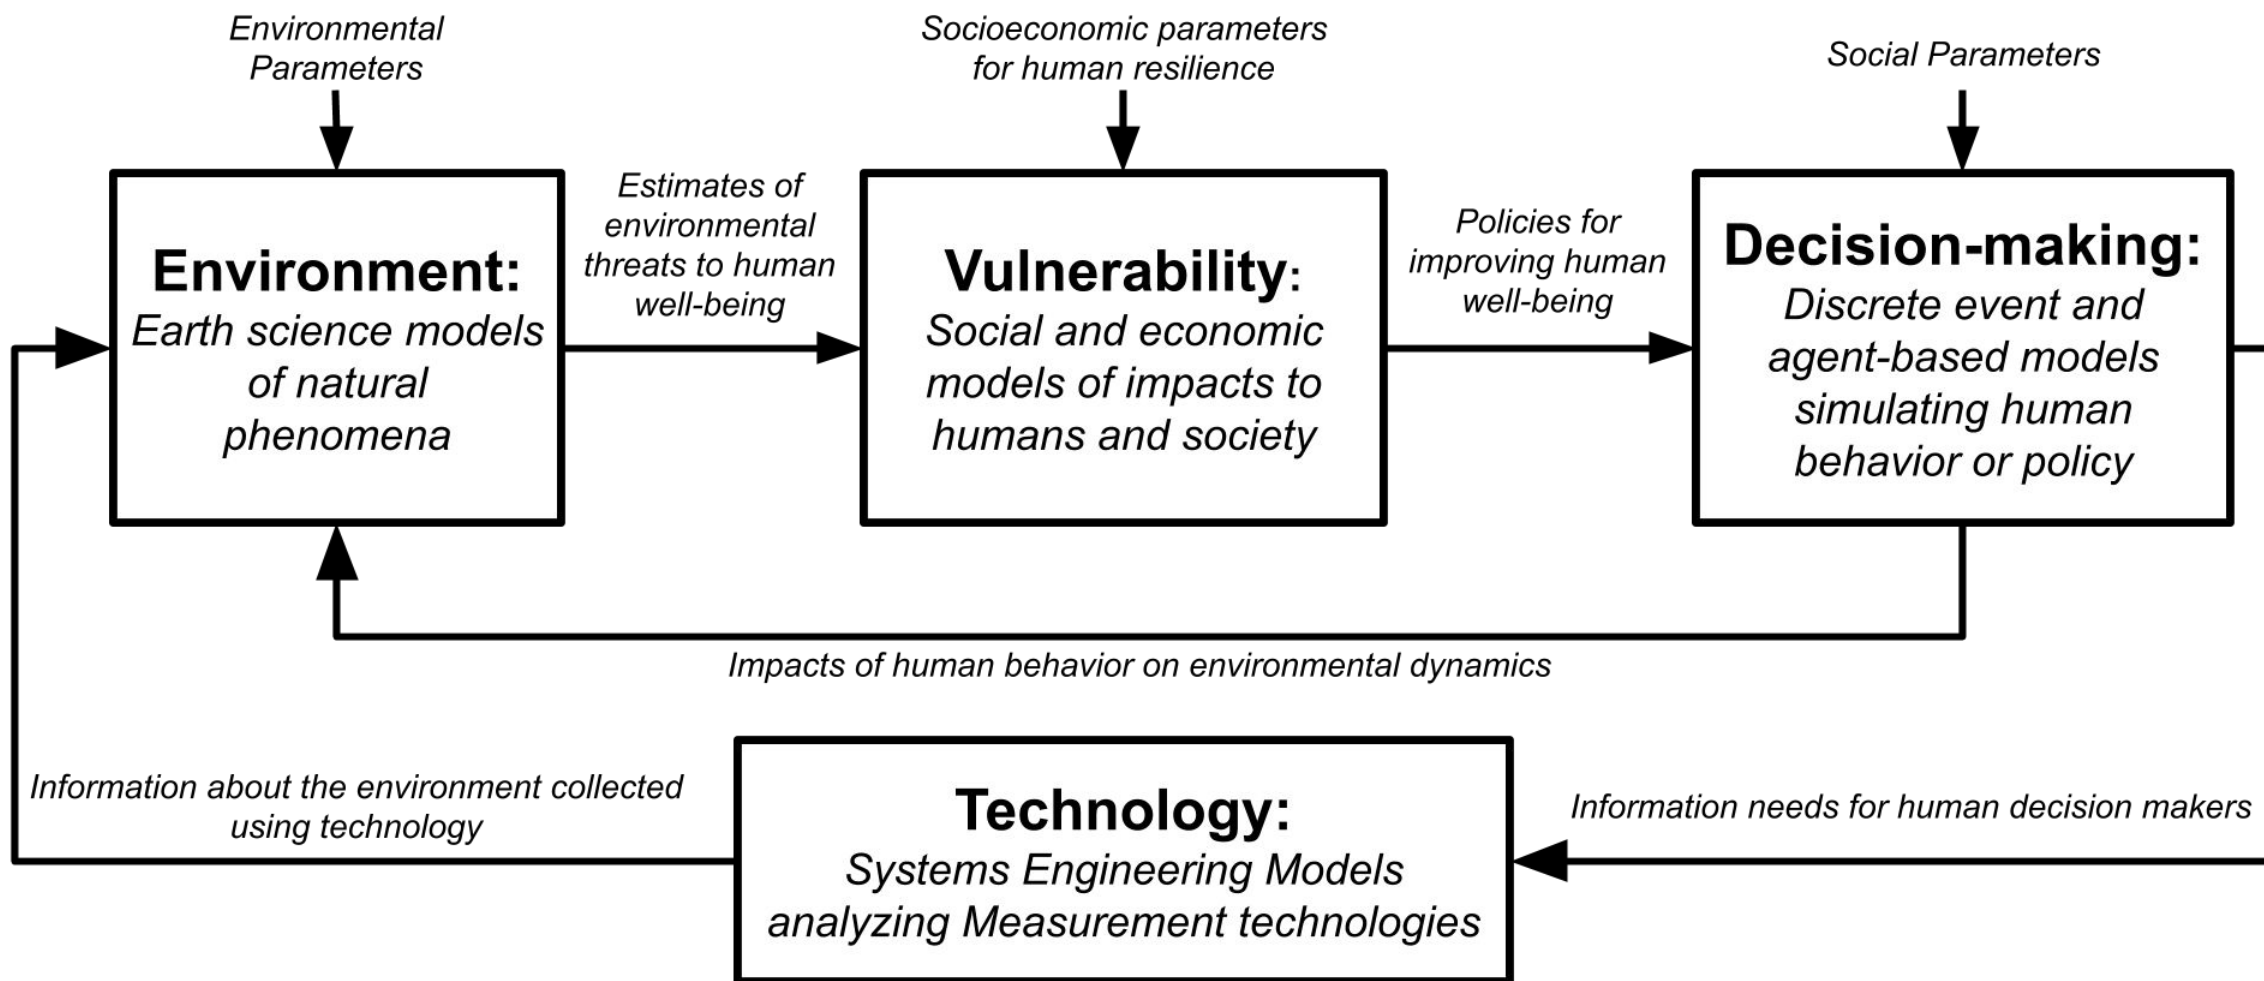 Environmental
Parameters
Socioeconomic parameters
for human resilience
Social Parameters
Environment:
Earth science models
of natural
phenomena
Estimates of
environmental
threats to human
well-being
Vulnerability:
Social and economic
models of impacts to
humans and society
Policies for
improving human
well-being
Decision-making:
Discrete event and
agent-based models
simulating human
behavior or policy
Impacts of human behavior on environmental dynamics
Information about the environment collected
using technology
Technology:
Systems Engineering Models
analyzing Measurement technologies
Information needs for human decision makers